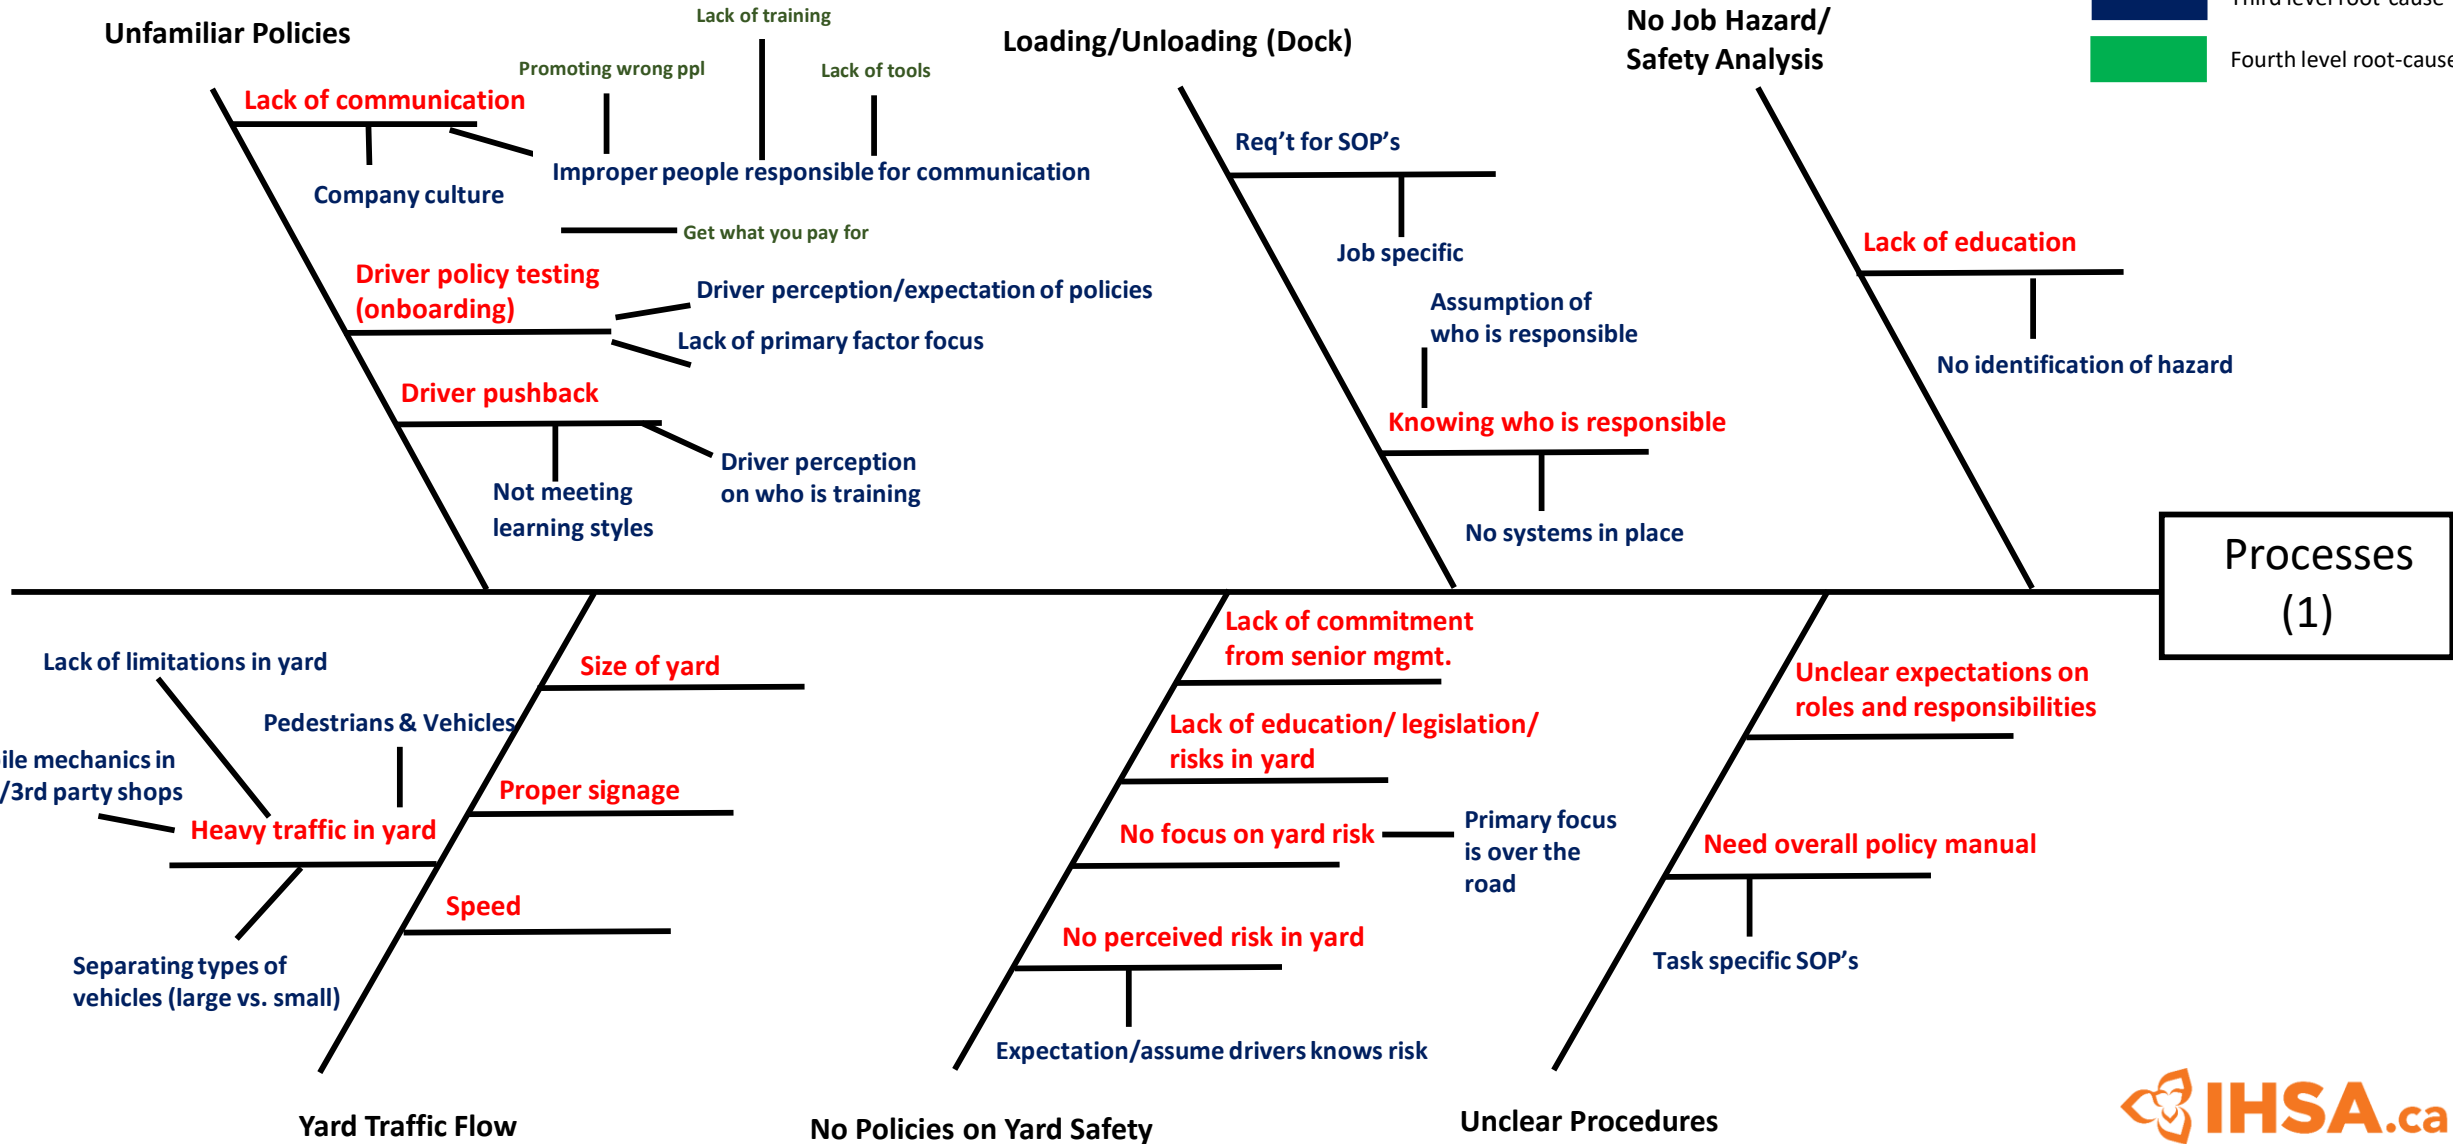 Unfamiliar Policies
Lack of training
Loading/Unloading (Dock)
No Job Hazard/
Safety Analysis
Third level root-cause
Fourth level root-cause
Promoting wrong ppl
Lack of tools
Lack of communication
Company culture
Improper people responsible for communication
Get what you pay for
Driver policy testing
(onboarding)
Driver perception/expectation of policies
Lack of primary factor focus
Driver pushback
Not meeting
learning styles
Driver perception
on who is training
Req't for SOP's
Job specific
Assumption of
who is responsible
Knowing who is responsible
No systems in place
Lack of education
No identification of hazard
Processes
(1)
Lack of limitations in yard
Pedestrians & Vehicles
mechanics in
/3rd party shops
Heavy traffic in yard
Separating types of
vehicles (large vs. small)
Size of yard
Proper signage
Speed
Yard Traffic Flow
Lack of commitment
from senior mgmt.
Lack of education/ legislation/
risks in yard
No focus on yard risk
Primary focus
is over the
road
No perceived risk in yard
Expectation/assume drivers knows risk
No Policies on Yard Safety
Unclear expectations on
roles and responsibilities
Need overall policy manual
Task specific SOP's
Unclear Procedures
IHSA.ca